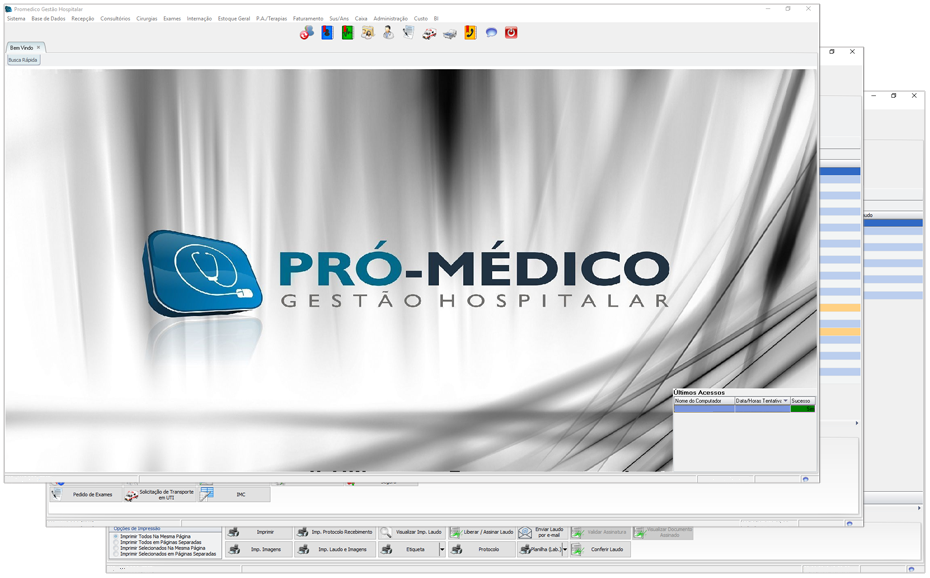 Promedico Gestão Hospitalar
Sistema Base de Dados Recepção Consultórios Cirurgias Exames Internação Estoque Geral P.A./Terapias Faturamento Sos/Ans Caixa Administração Custo BI
Bem Vindo
Busca Rápida
PRÓ-MÉDICO
GESTÃO HOSPITALAR
Últimos Acessos
Nome do Computador Data/Horas Tentativa Sucesso
Sim
Pedido de Exames Solicitação de Transporte em UTI IMC
Opções de Impressão
Imprimir Todos Na Mesma Página
Imprimir Todos em Páginas Separadas
Imprimir Selecionados Na Mesma Página
Imprimir Selecionados em Páginas Separadas
Imprimir Imp. Protocolo Recebimento Visualizar Imp. Laudo Liberar / Assinar Laudo Enviar Laudo por e-mail Validar Assinatura Visualizar Documento Assinado
Imp. Imagens Imp. Laudo e Imagens Etiqueta Protocolo Planilha (Lab.) Conferir Laudo